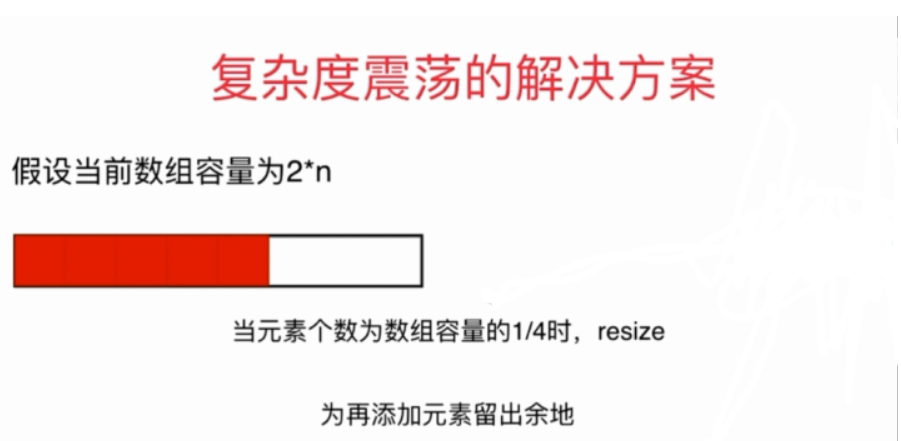 复杂度震荡的解决方案
假设当前数组容量为2*n
当元素个数为数组容量的1/4时，resize
为再添加元素留出余地